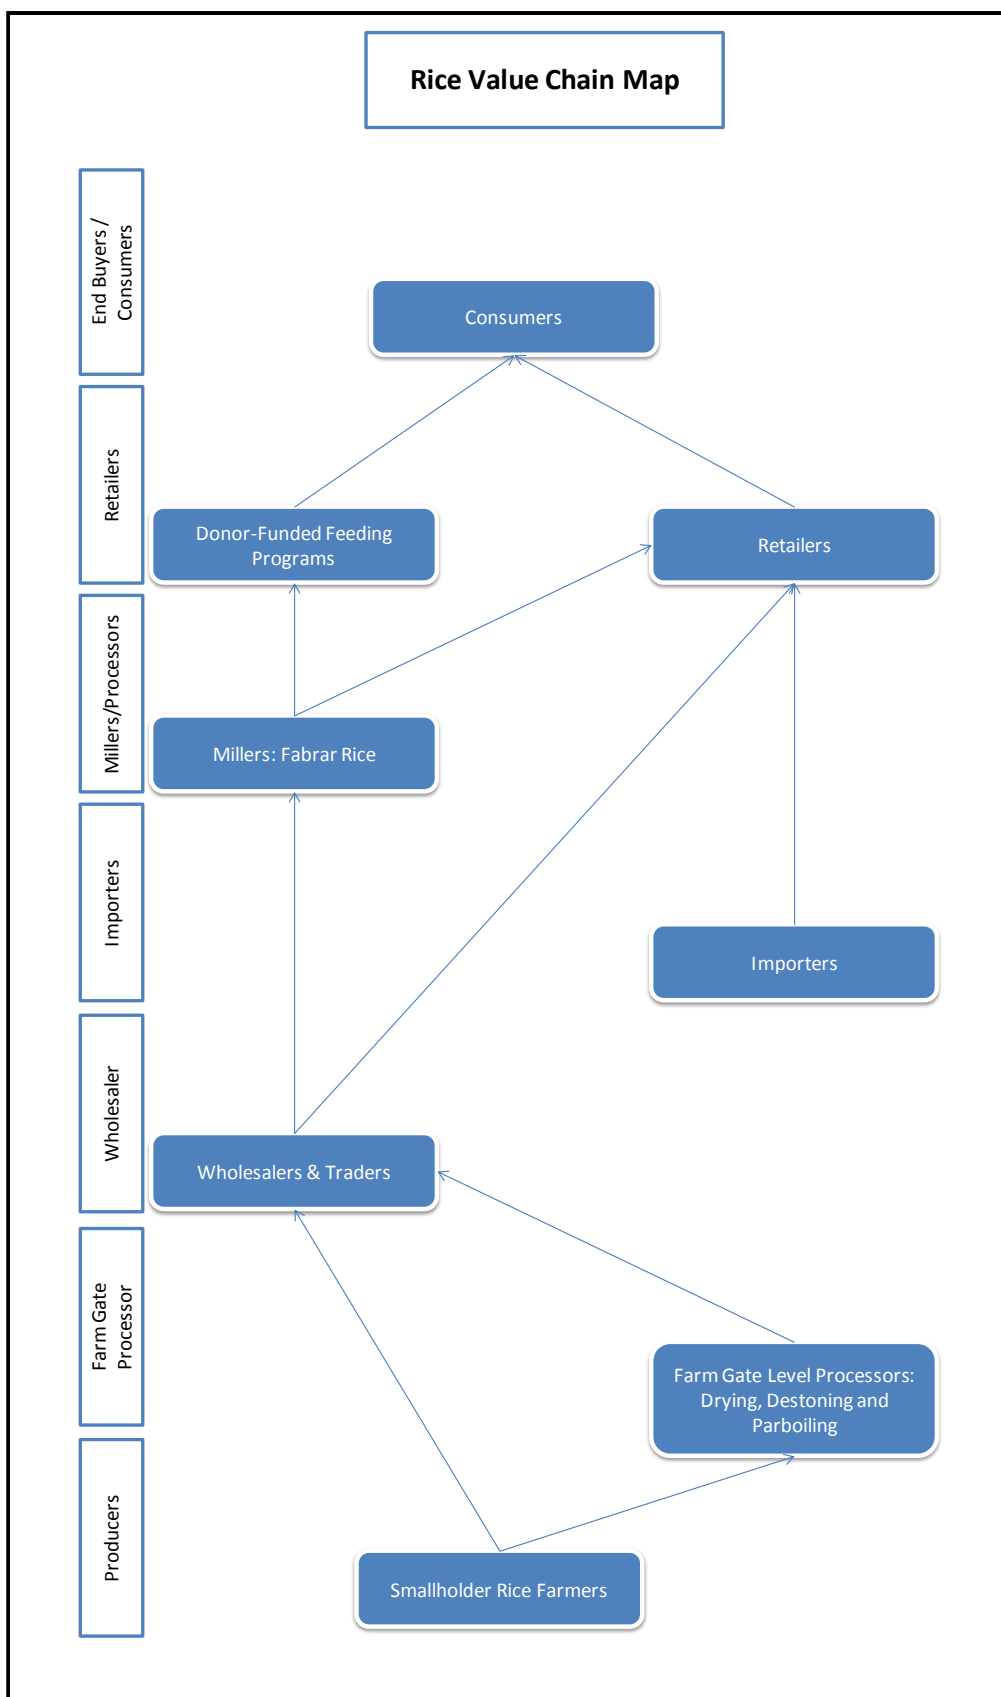 Rice Value Chain Map
End Buyers /
Consumers
Consumers
Retailers
Donor-Funded Feeding
Programs
Retailers
Millers/Processors
Millers: Fabrar Rice
Importers
Importers
Wholesaler
Wholesalers & Traders
Farm Gate
Processor
Farm Gate Level Processors:
Drying, Destoning and
Parboiling
Producers
Smallholder Rice Farmers